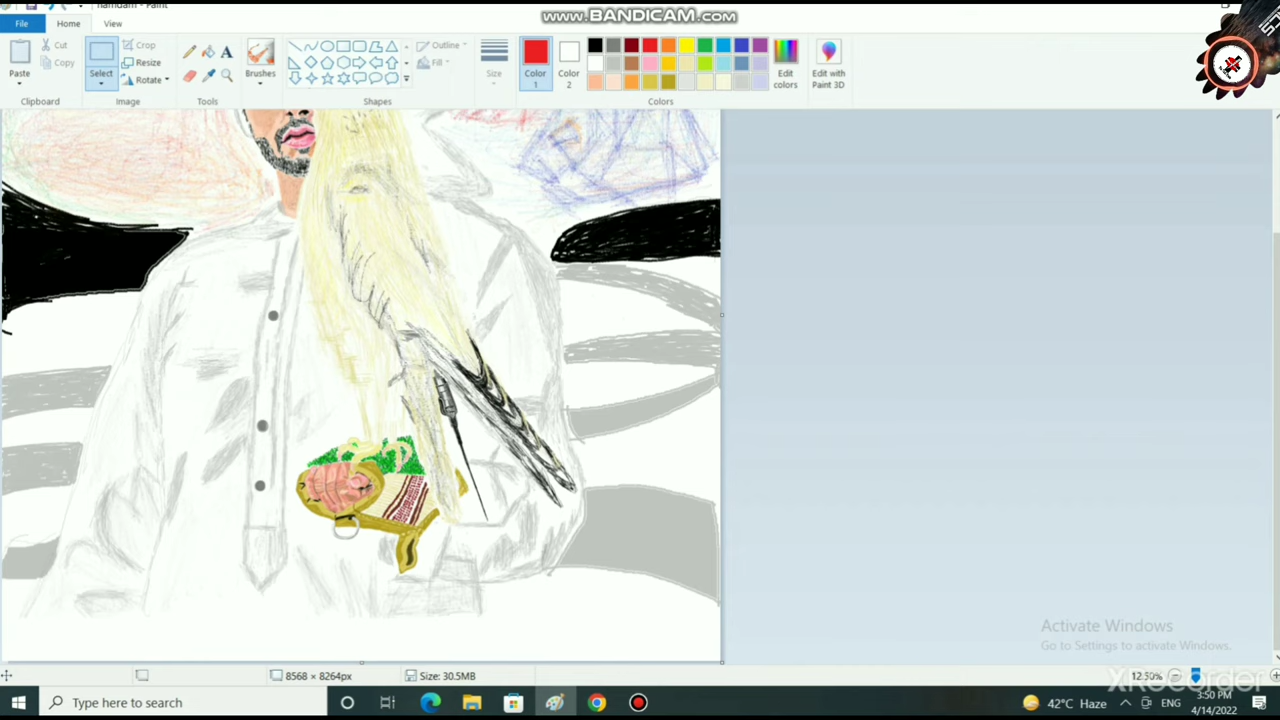 hamdam - Paint
www.BANDICAM.com
File
Home
View
Paste
Cut
Copy
Clipboard
Select
Crop
Resize
Rotate
Image
Tools
Brushes
Outline
Fill
Shapes
Size
Color 1
Color 2
Edit colors
Edit with Paint 3D
Colors
Activate Windows
Go to Settings to activate Windows.
XRecorder
8568 × 8264px
Size: 30.5MB
12.50%
Type here to search
42°C Haze
ENG
3:50 PM
4/14/2022